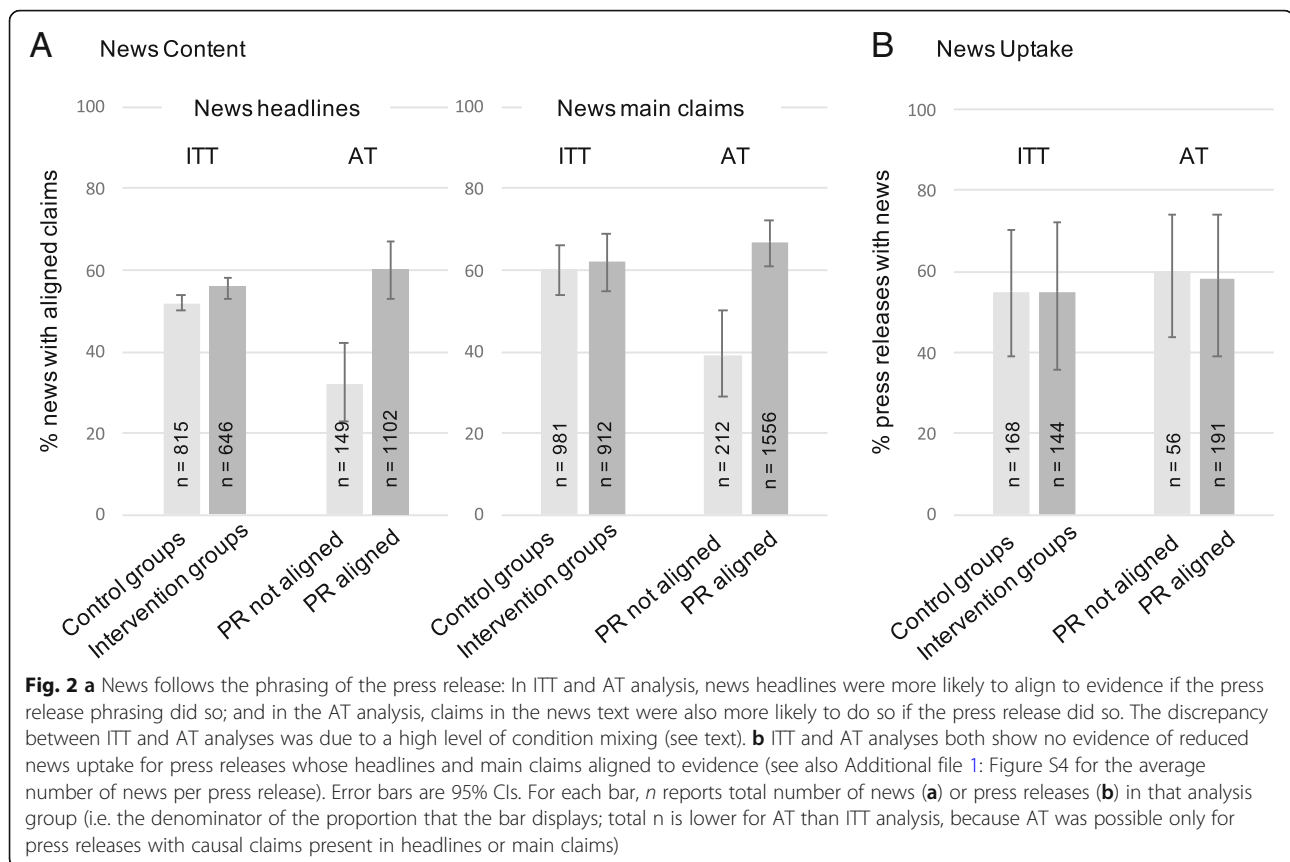 A News Content
B News Uptake
News headlines
News main claims
ITT AT
ITT AT
ITT AT
% news with aligned claims
100
80
60
40
20
0
n = 815
n = 646
n = 149
n = 1102
Control groups
Intervention groups
PR not aligned
PR aligned
100
80
60
40
20
0
n = 981
n = 912
n = 212
n = 1556
Control groups
Intervention groups
PR not aligned
PR aligned
% press releases with news
100
80
60
40
20
0
n = 168
n = 144
n = 56
n = 191
Control groups
Intervention groups
PR not aligned
PR aligned
Fig. 2 a News follows the phrasing of the press release: In ITT and AT analysis, news headlines were more likely to align to evidence if the press
release phrasing did so; and in the AT analysis, claims in the news text were also more likely to do so if the press release did so. The discrepancy
between ITT and AT analyses was due to a high level of condition mixing (see text). b ITT and AT analyses both show no evidence of reduced
news uptake for press releases whose headlines and main claims aligned to evidence (see also Additional file 1: Figure S4 for the average
number of news per press release). Error bars are 95% CIs. For each bar, n reports total number of news (a) or press releases (b) in that analysis
group (i.e. the denominator of the proportion that the bar displays; total n is lower for AT than ITT analysis, because AT was possible only for
press releases with causal claims present in headlines or main claims)